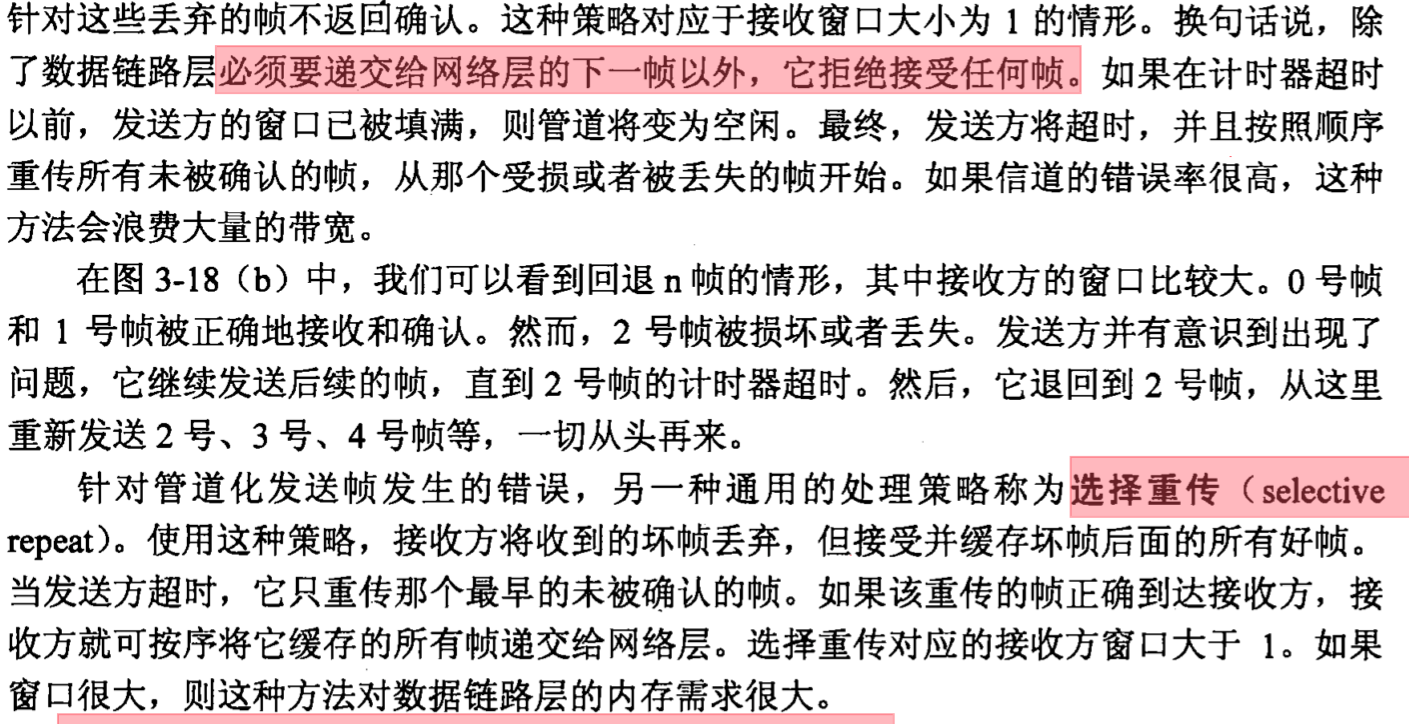 针对这些丢弃的帧不返回确认。这种策略对应于接收窗口大小为 1 的情形。换句话说，除
了数据链路层必须要递交给网络层的下一帧以外，它拒绝接受任何帧。如果在计时器超时
以前，发送方的窗口已被填满，则管道将变为空闲。最终，发送方将超时，并且按照顺序
重传所有未被确认的帧，从那个受损或者被丢失的帧开始。如果信道的错误率很高，这种
方法会浪费大量的带宽。
在图 3-18（b）中，我们可以看到回退 n 帧的情形，其中接收方的窗口比较大。0 号帧
和 1 号帧被正确地接收和确认。然而，2 号帧被损坏或者丢失。发送方并有意识到出现了
问题，它继续发送后续的帧，直到 2 号帧的计时器超时。然后，它退回到 2 号帧，从这里
重新发送 2 号、3 号、4 号帧等，一切从头再来。
针对管道化发送帧发生的错误，另一种通用的处理策略称为选择重传（selective
repeat）。使用这种策略，接收方将收到的坏帧丢弃，但接受并缓存坏帧后面的所有好帧。
当发送方超时，它只重传那个最早的未被确认的帧。如果该重传的帧正确到达接收方，接
收方就可按序将它缓存的所有帧递交给网络层。选择重传对应的接收方窗口大于 1。如果
窗口很大，则这种方法对数据链路层的内存需求很大。